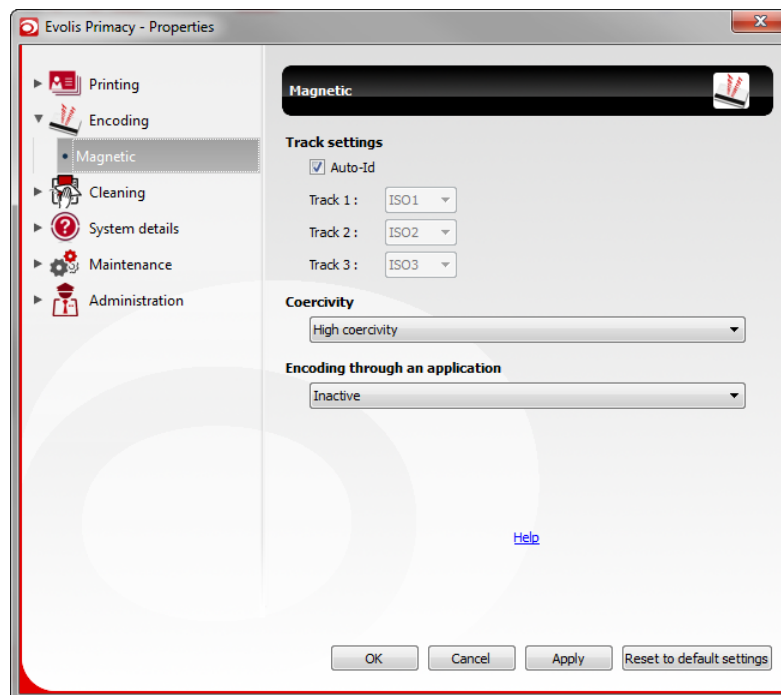 Evolis Primacy - Properties
Printing
Encoding
Magnetic
Cleaning
System details
Maintenance
Administration
Magnetic
Track settings
Auto-Id
Track 1 : ISO1
Track 2 : ISO2
Track 3 : ISO3
Coercivity
High coercivity
Encoding through an application
Inactive
Help
OK Cancel Apply Reset to default settings